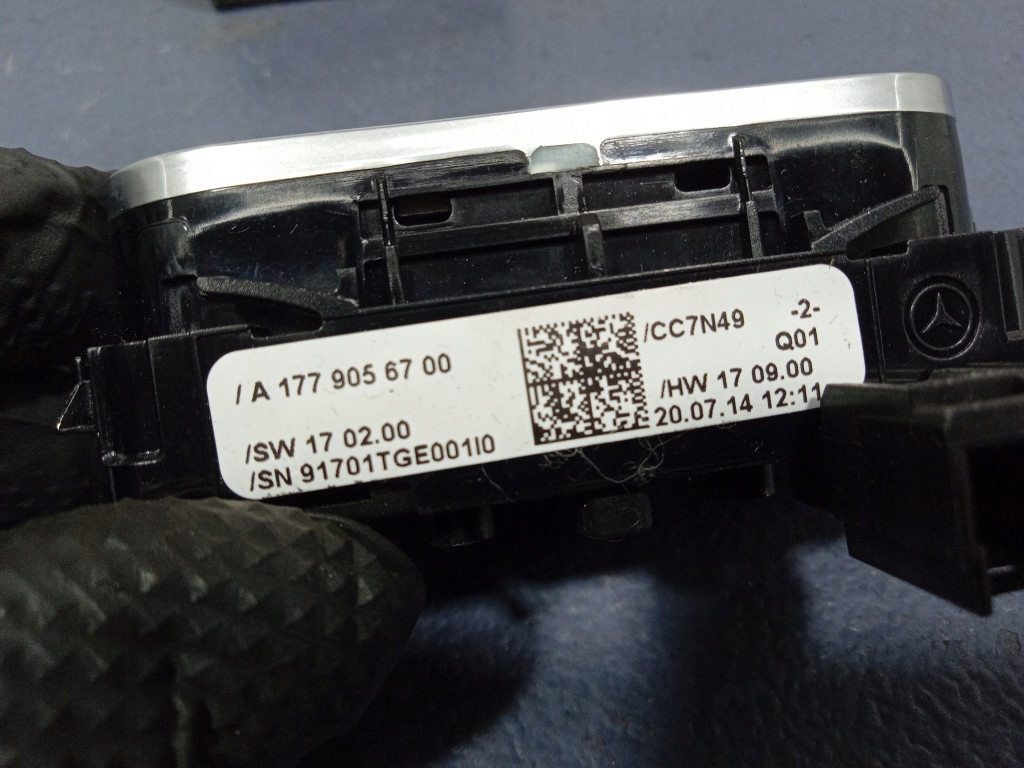 / A 177 905 67 00
/SW 17 02.00
/SN 91701TGE001I0
/CC7N49 -2-
Q01
/HW 17 09.00
20.07.14 12:11